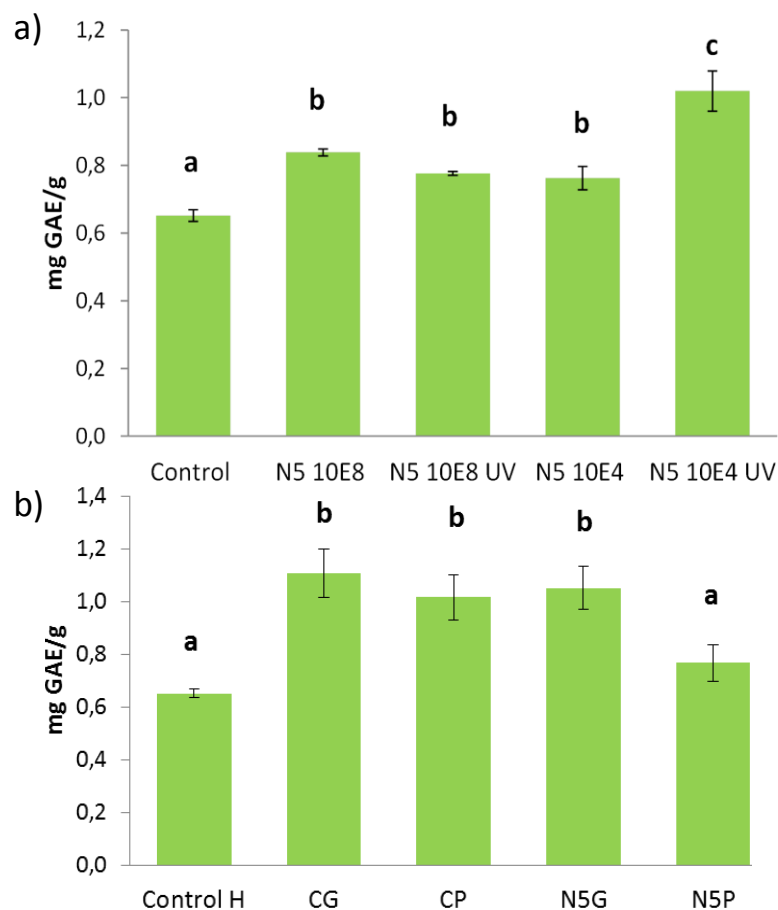 a)
1,2
1,0
0,8
0,6
0,4
0,2
0,0
mg GAE/g
a
b
b
b
c
Control N5 10E8 N5 10E8 UV N5 10E4 N5 10E4 UV
b)
1,4
1,2
1,0
0,8
0,6
0,4
0,2
0,0
mg GAE/g
a
b
b
b
a
Control H CG CP N5G N5P